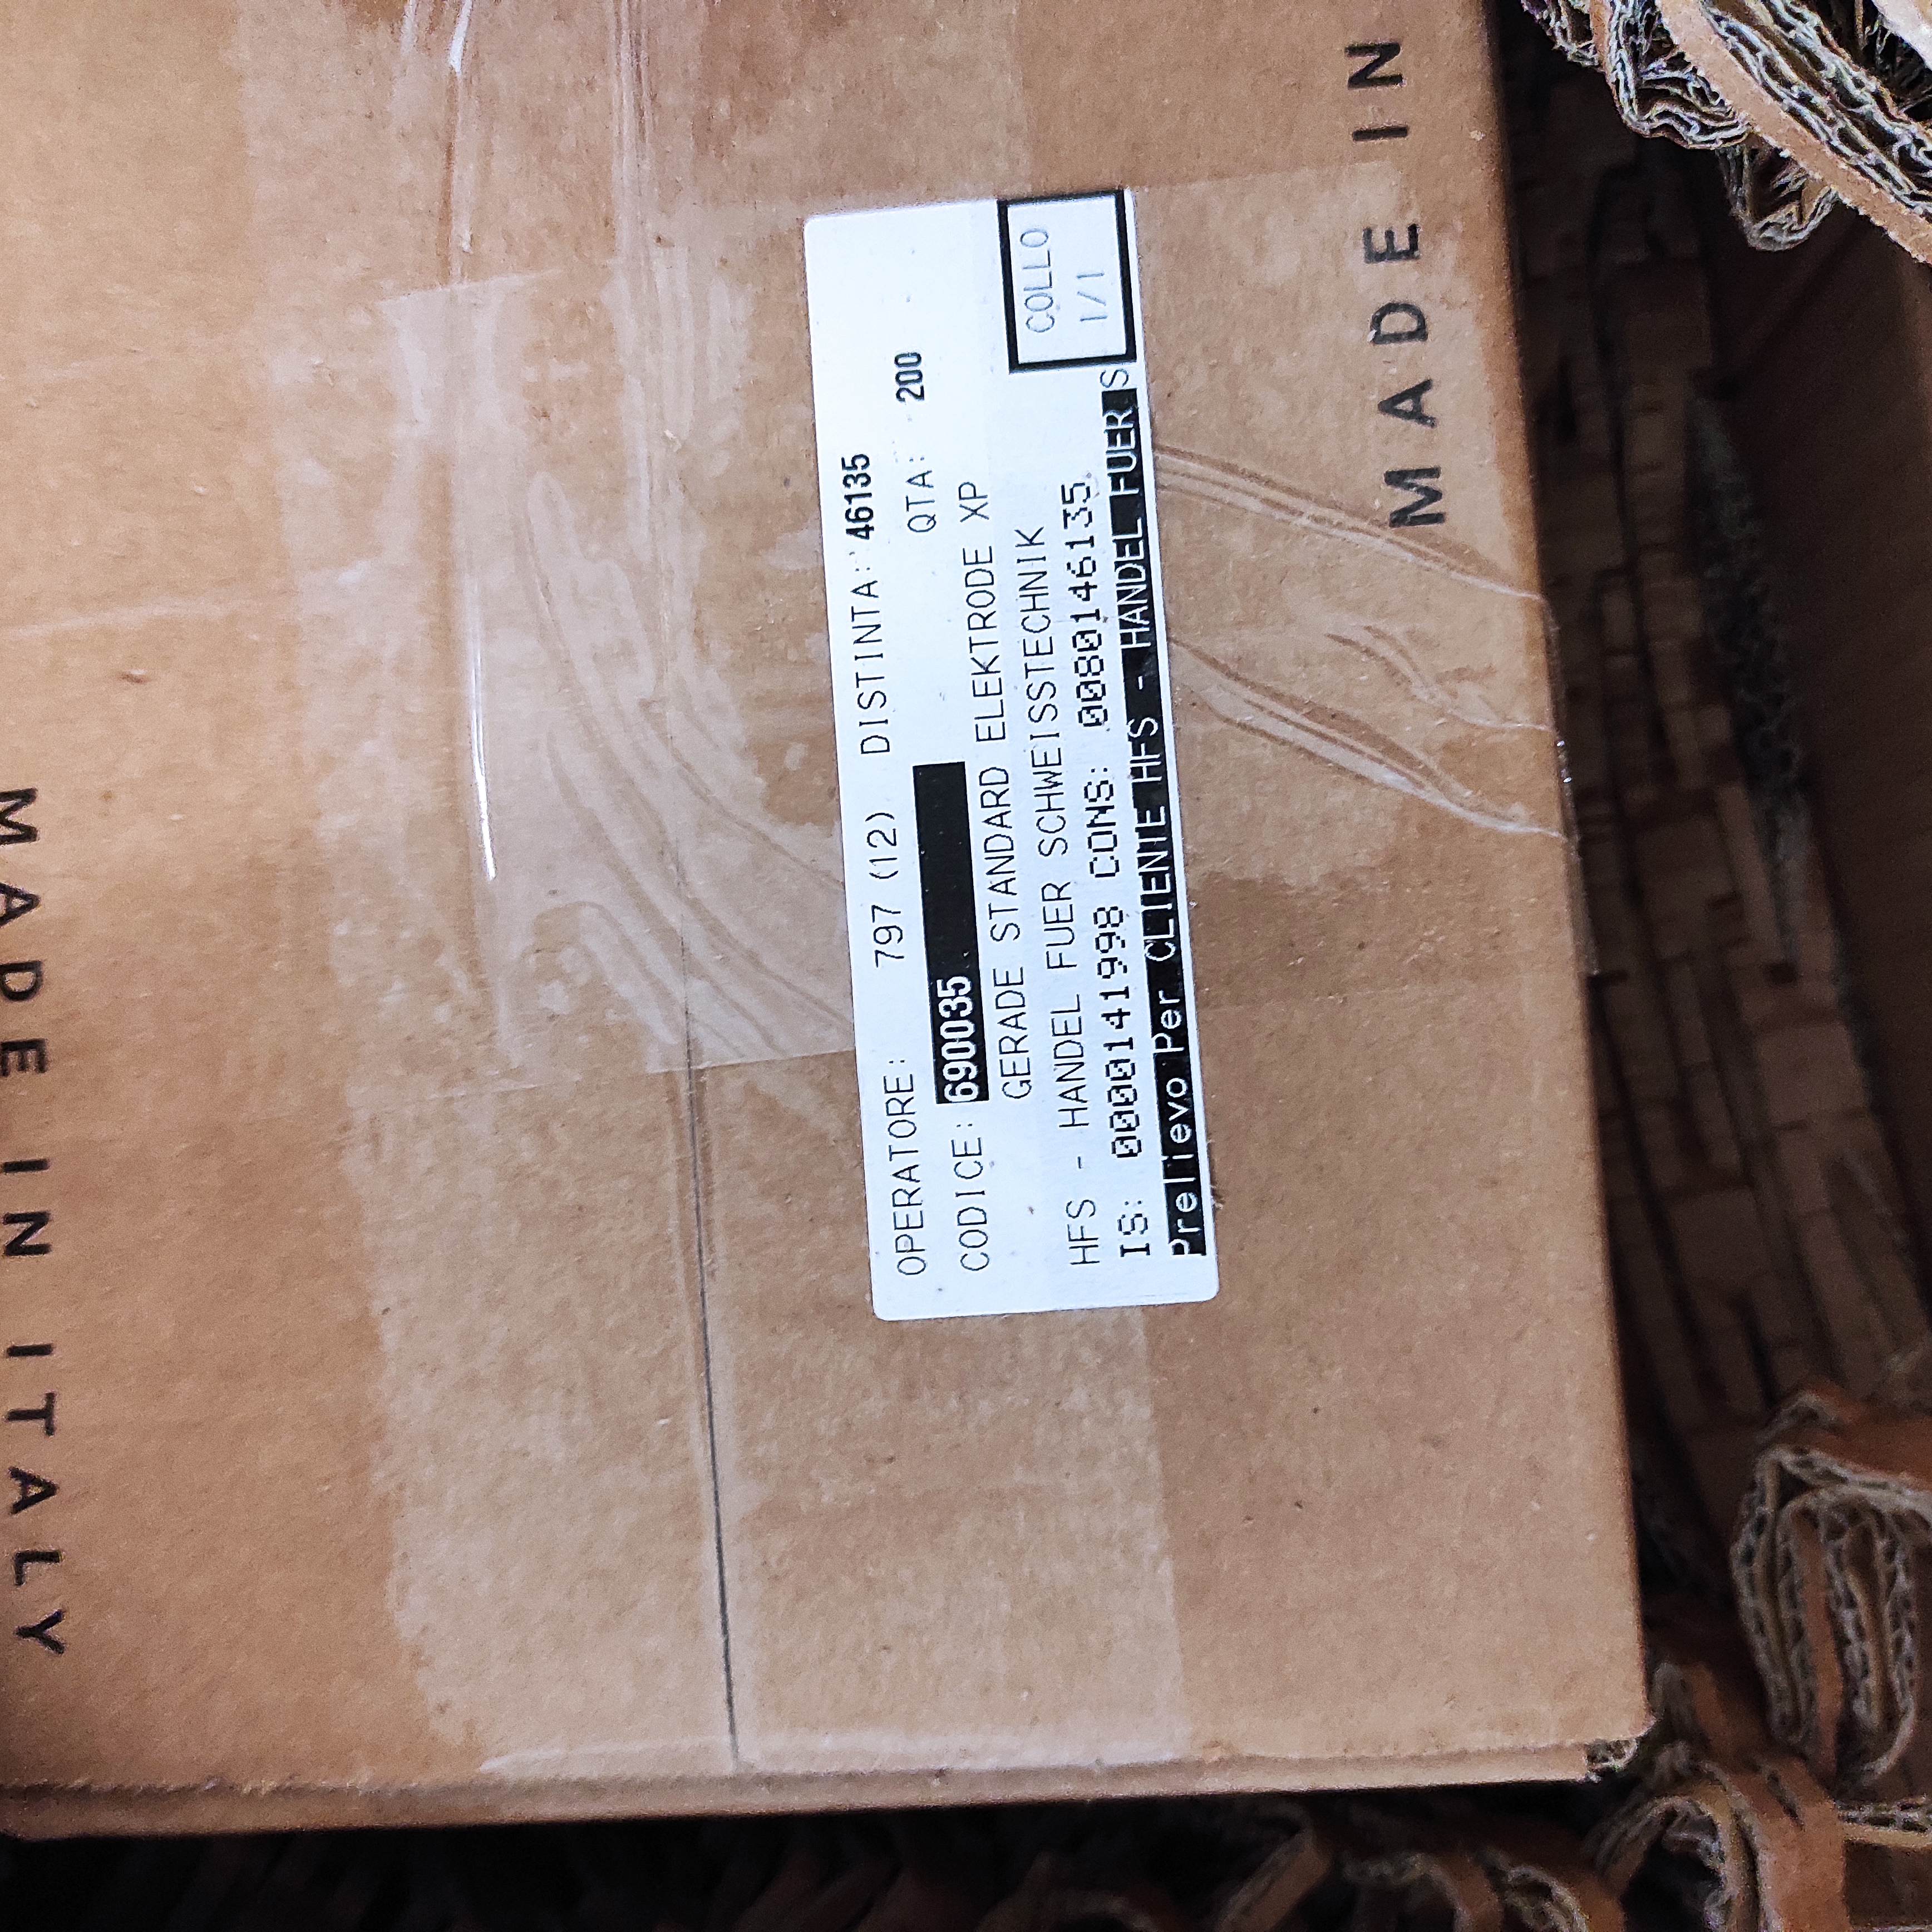 MADE IN ITALY
OPERATORE: 797 (12) DISTINTA: 46135
CODICE: 690035 QTA: 200
GERADE STANDARD ELEKTRODE XP
HFS - HANDEL FUER SCHWEISSTECHNIK
IS: 0000141998 CONS: 0080146135
Prelievo Per CLIENTE HFS - HANDEL FUER S
COLLO
1/1
MADE IN